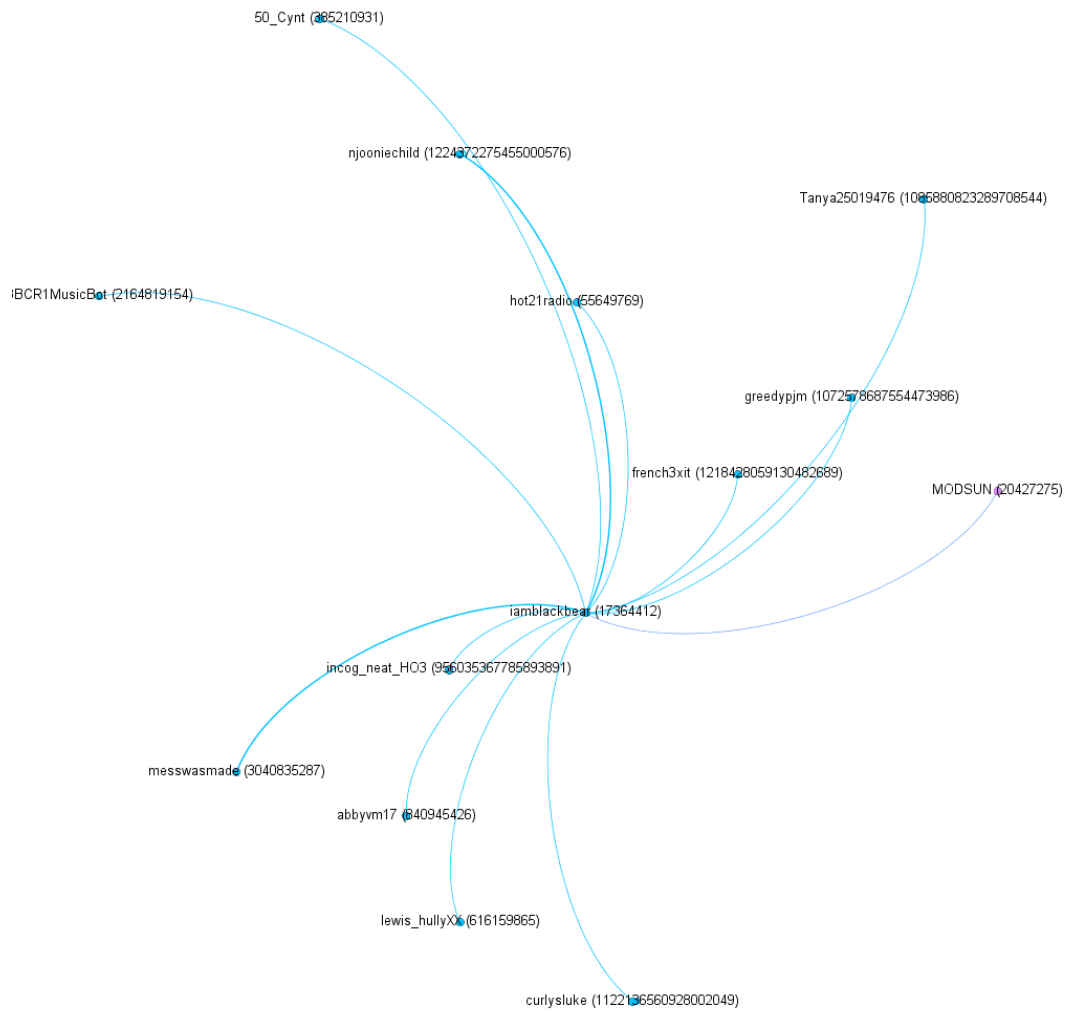 50_Cynt (385210931)
njooniechild (1224372275455000576)
Tanya25019476 (1085880823289708544)
BCR1MusicBot (2164819154)
hot21radio (55649769)
greedypjm (1072578687554473986)
french3xit (1218428059130482689)
MODSUN (20427275)
iamblackbear (17364412)
incog_neat_HO3 (956035367785893891)
messwasmade (3040835287)
abbyvm17 (840945426)
lewis_hullyXX (616159865)
curlysluke (1122136560928002049)